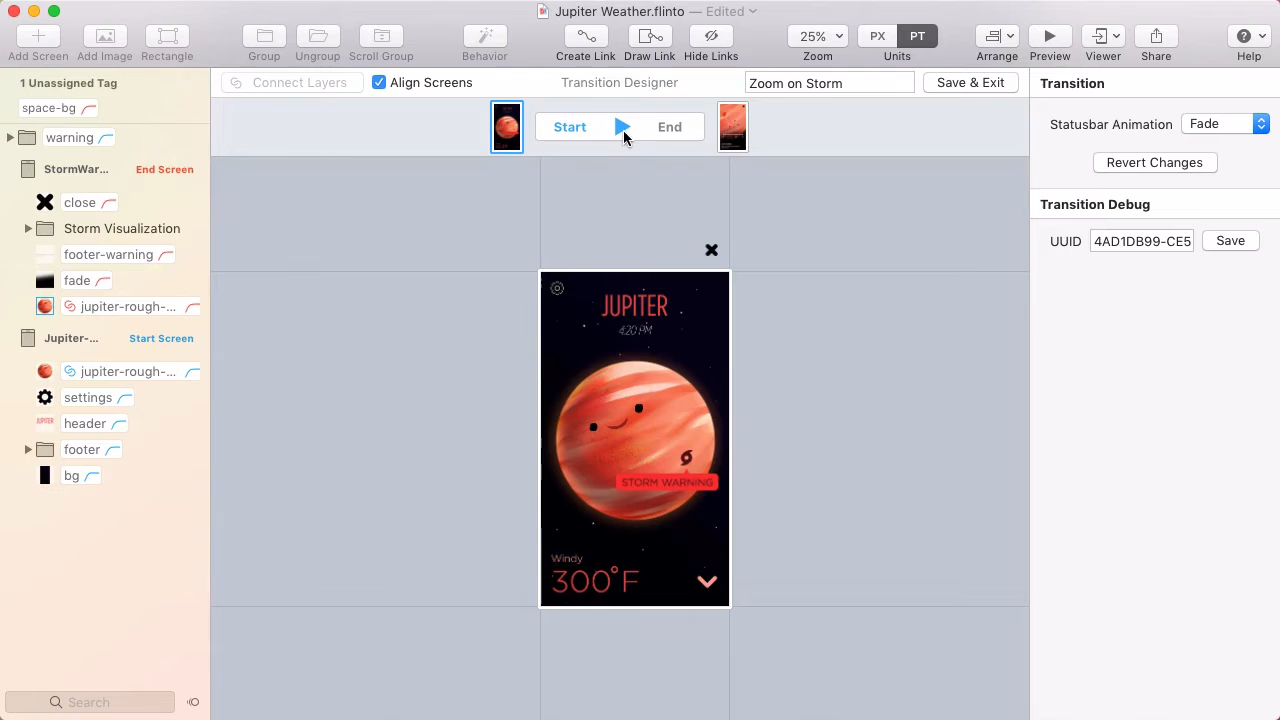 Jupiter Weather.flinto — Edited
Add Screen
Add Image
Rectangle
Group
Ungroup
Scroll Group
Behavior
Create Link
Draw Link
Hide Links
25%
Zoom
PX
PT
Units
Arrange
Preview
Viewer
Share
Help
1 Unassigned Tag
space-bg
warning
StorMWar...
End Screen
close
Storm Visualization
footer-warning
fade
jupiter-rough-...
Jupiter-...
Start Screen
jupiter-rough-...
settings
header
footer
bg
Search
Connect Layers
Align Screens
Transition Designer
Zoom on Storm
Save & Exit
Start
End
JUPITER
4:20 PM
STORM WARNING
Windy
300°F
Transition
Statusbar Animation
Fade
Revert Changes
Transition Debug
UUID
4AD1DB99-CE5
Save